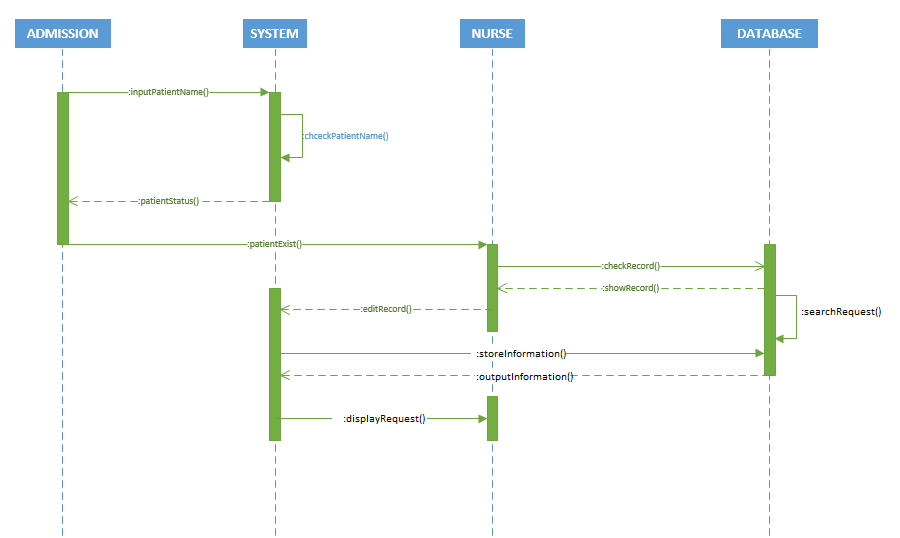 ADMISSION
SYSTEM
NURSE
DATABASE
:inputPatientName()
:chceckPatientName()
:patientStatus()
:patientExist()
:checkRecord()
:showRecord()
:editRecord()
:searchRequest()
:storeInformation()
:outputInformation()
:displayRequest()